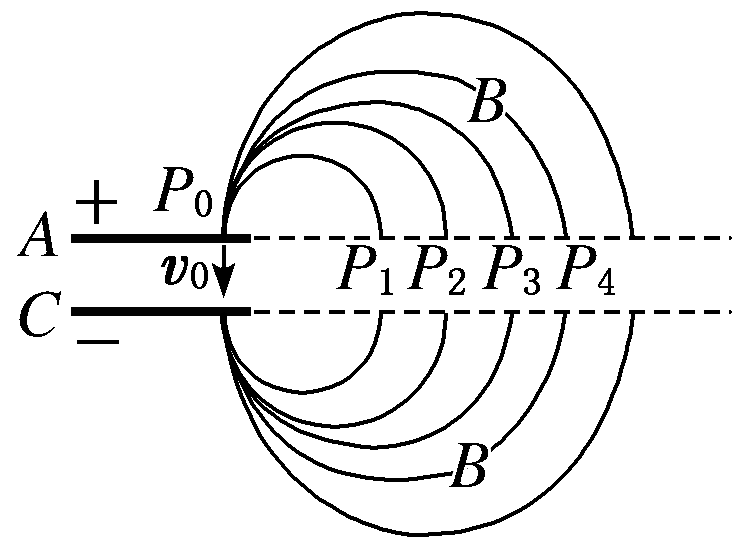 B
+ P₀
A
v₀ P₁ P₂ P₃ P₄
C
−
B